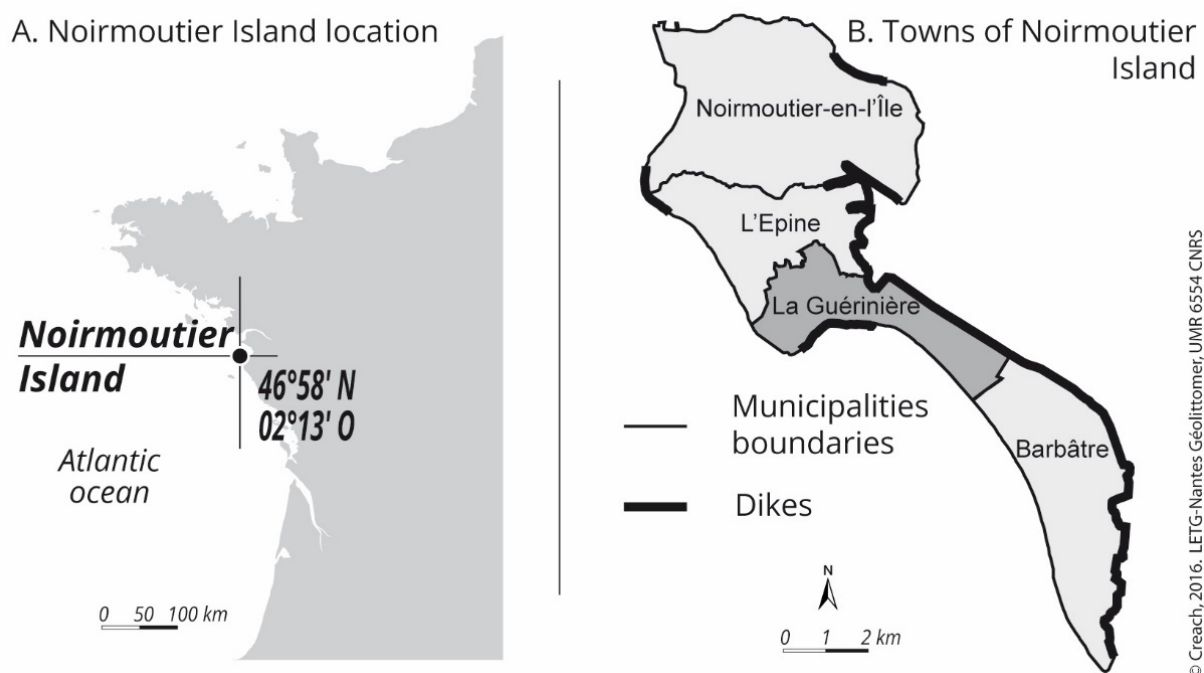 A. Noirmoutier Island location
Noirmoutier
Island
46°58' N
02°13' O
Atlantic
ocean
0 50 100 km
B. Towns of Noirmoutier
Island
Noirmoutier-en-l'Île
L'Epine
La Guérinière
Barbâtre
Municipalities
boundaries
Dikes
N
0 1 2 km
© Creach, 2016. LETG-Nantes Géolittomer, UMR 6554 CNRS